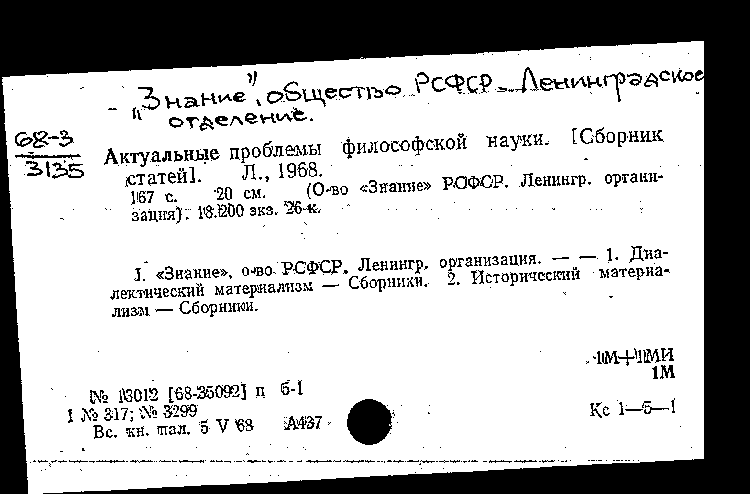 "Знание", общество РСФСР. Ленинградское
отделение.
68-3
3135
Актуальные проблемы философской науки. [Сборник
статей]. Л., 1968.
167 с. 20 см. (О-во «Знание» РСФСР. Ленингр. органи-
зация). 18.200 экз. 26 к.
I. «Знание», о-во РСФСР. Ленингр. организация. — — 1. Диа-
лектический материализм — Сборники. 2. Исторический материа-
лизм — Сборники.
1М+1МИ
1М
№ 13012 [68-35092] п б-1
1 № 317; № 3299
Вс. кн. пал. 5 V 68 А437
Кс 1—5—1